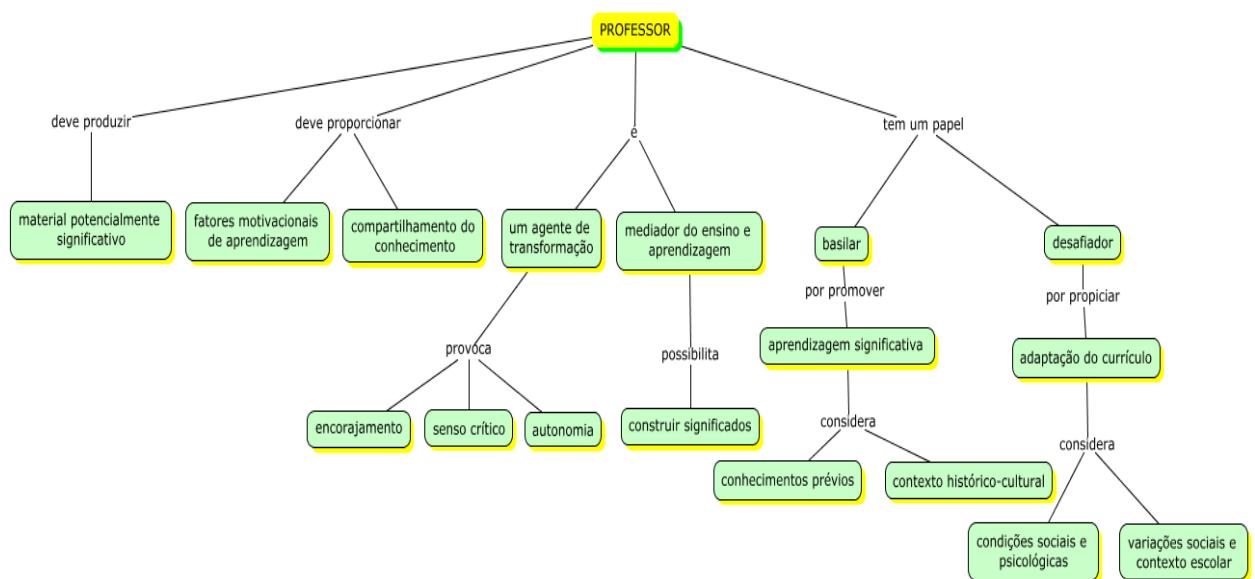 PROFESSOR
deve produzir
deve proporcionar
é
tem um papel
material potencialmente
significativo
fatores motivacionais
de aprendizagem
compartilhamento do
conhecimento
um agente de
transformação
mediador do ensino e
aprendizagem
basilar
desafiador
por promover
por propiciar
provoca
possibilita
aprendizagem significativa
adaptação do currículo
encorajamento
senso crítico
autonomia
construir significados
considera
considera
conhecimentos prévios
contexto histórico-cultural
condições sociais e
psicológicas
variações sociais e
contexto escolar